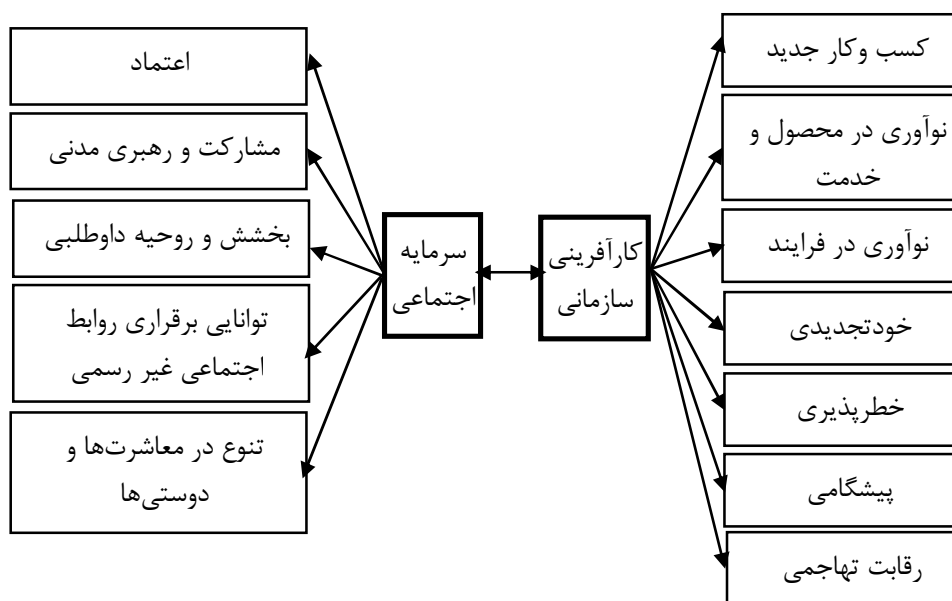 کسب وکار جدید
نوآوری در محصول و
خدمت
نوآوری در فرایند
خودتجدیدی
خطرپذیری
پیشگامی
رقابت تهاجمی
کارآفرینی
سازمانی
سرمایه
اجتماعی
اعتماد
مشارکت و رهبری مدنی
بخشش و روحیه داوطلبی
توانایی برقراری روابط
اجتماعی غیر رسمی
تنوع در معاشرت‌ها و
دوستی‌ها